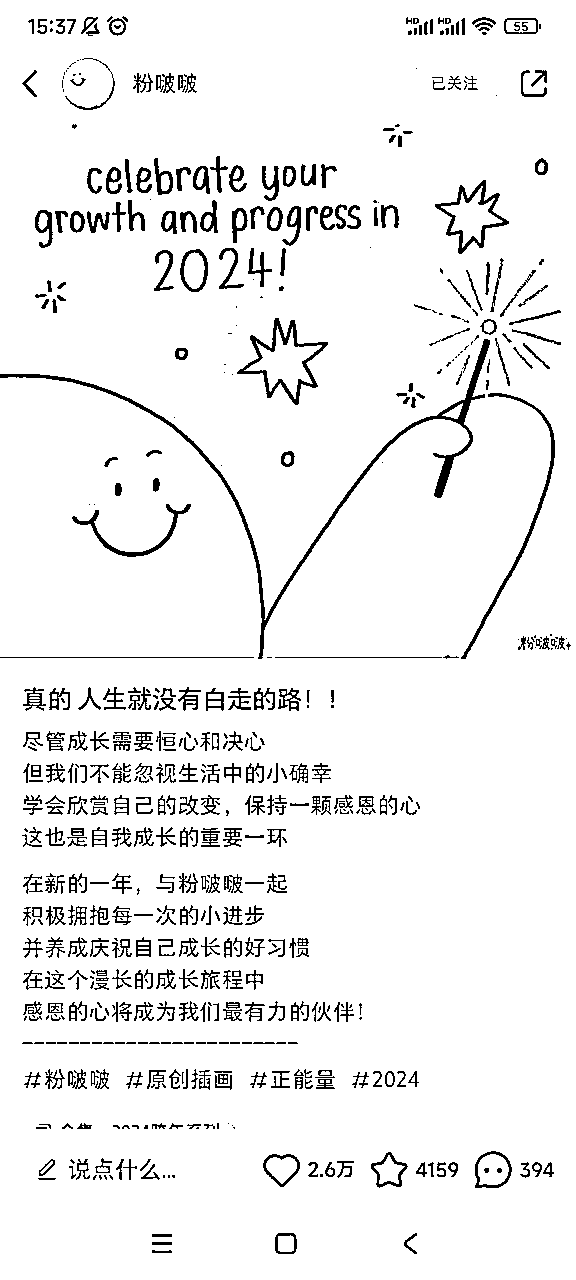 15:37
HD HD 55
粉啵啵
已关注
celebrate your
growth and progress in
2024!
粉啵啵
真的 人生就没有白走的路！！
尽管成长需要恒心和决心
但我们不能忽视生活中的小确幸
学会欣赏自己的改变，保持一颗感恩的心
这也是自我成长的重要一环
在新的一年，与粉啵啵一起
积极拥抱每一次的小进步
并养成庆祝自己成长的好习惯
在这个漫长的成长旅程中
感恩的心将成为我们最有力的伙伴！
------------------------
#粉啵啵 #原创插画 #正能量 #2024
说点什么... 2.6万 4159 394